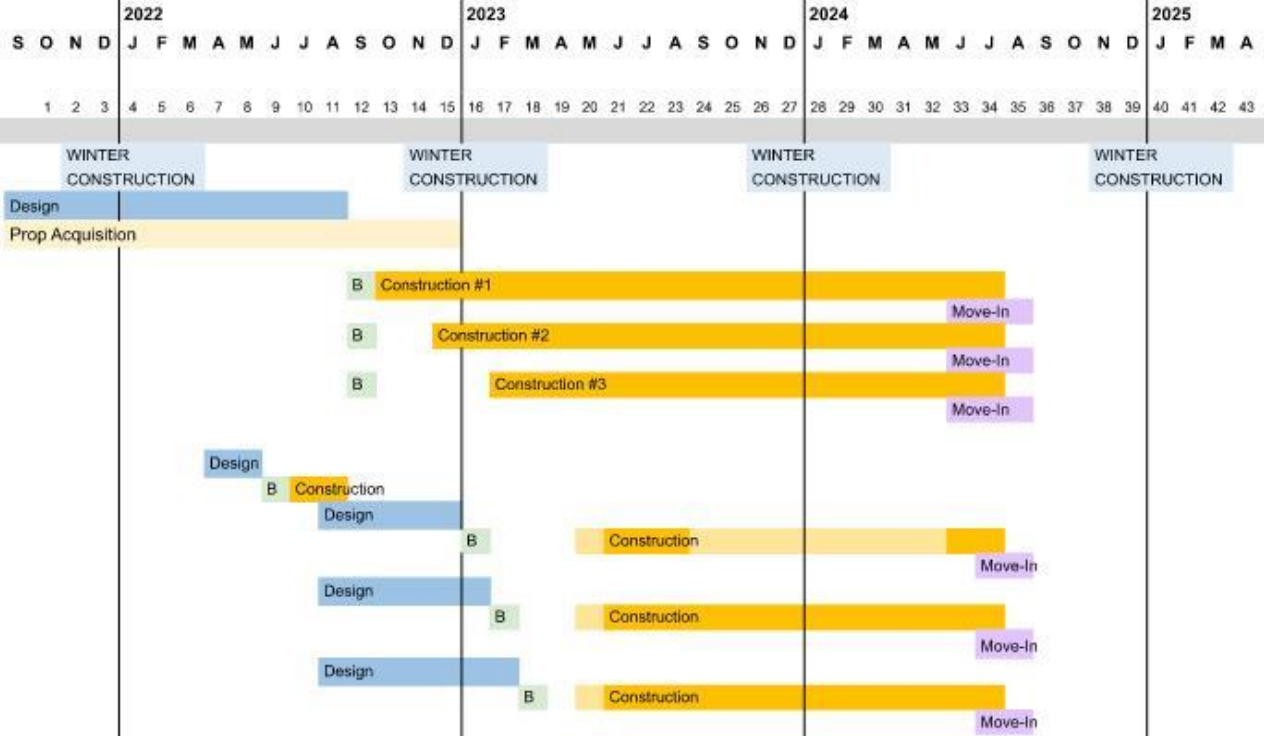 2022 2023 2024 2025
S O N D J F M A M J J A S O N D J F M A M J J A S O N D J F M A M J J A S O N D J F M A
1 2 3 4 5 6 7 8 9 10 11 12 13 14 15 16 17 18 19 20 21 22 23 24 25 26 27 28 29 30 31 32 33 34 35 36 37 38 39 40 41 42 43
WINTER WINTER WINTER WINTER
CONSTRUCTION CONSTRUCTION CONSTRUCTION CONSTRUCTION
Design
Prop Acquisition
B Construction #1
Move-In
B Construction #2
Move-In
B Construction #3
Move-In
Design
B Construction
Design
B Construction
Move-In
Design
B Construction
Move-In
Design
B Construction
Move-In